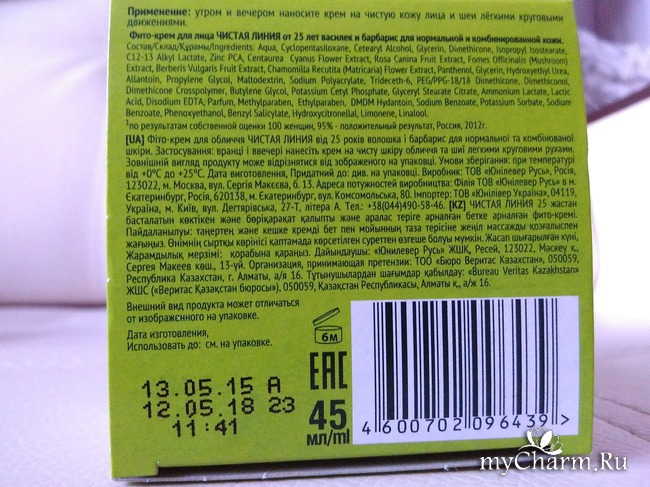 Применение: утром и вечером наносите крем на чистую кожу лица и шеи лёгкими круговыми
движениями.
Фито-крем для лица ЧИСТАЯ ЛИНИЯ от 25 лет василек и барбарис для нормальной и комбинированной кожи.
Состав/Склад/Құрамы/Ingredients: Aqua, Cyclopentasiloxane, Cetearyl Alcohol, Glycerin, Dimethicone, Isopropyl Isostearate,
C12-13 Alkyl Lactate, Zinc PCA, Centaurea Cyanus Flower Extract, Rosa Canina Fruit Extract, Fomes Officinalis (Mushroom)
Extract, Berberis Vulgaris Fruit Extract, Chamomilla Recutita (Matricaria) Flower Extract, Panthenol, Glycerin, Hydroxyethyl Urea,
Allantoin, Propylene Glycol, Maltodextrin, Sodium Polyacrylate, Trideceth-6, PEG/PPG-18/18 Dimethicone, Dimethiconol,
Dimethicone Crosspolymer, Butylene Glycol, Potassium Cetyl Phosphate, Glyceryl Stearate Citrate, Ammonium Lactate, Lactic
Acid, Disodium EDTA, Parfum, Methylparaben, Ethylparaben, DMDM Hydantoin, Sodium Benzoate, Potassium Sorbate, Sodium
Benzoate, Phenoxyethanol, Benzyl Salicylate, Hydroxycitronellal, Limonene, Linalool.
¹по результатам собственной оценки 100 женщин, 95% - положительный результат, Россия, 2012г.
[UA] Фіто-крем для обличчя ЧИСТАЯ ЛИНИЯ від 25 років волошка і барбарис для нормальної та комбінованої
шкіри. Застосування: вранці і ввечері нанесіть крем на чисту шкіру обличчя та шиї легкими круговими рухами.
Зовнішній вигляд продукту може відрізнятися від зображеного на упаковці. Умови зберігання: при температурі
від +0°C до +25°C. Дата виготовлення, Придатний до: див. на упаковці. Виробник: ТОВ «Юнілевер Русь», Росія,
123022, м. Москва, вул. Сергія Макєєва, б. 13. Адреса потужностей виробництва: Філія ТОВ «Юнілевер Русь» в м.
Єкатеринбург, Росія, 620138, м. Єкатеринбург, вул. Комсомольська, 80. Імпортер: ТОВ «Юнілівер Україна», 04119,
Україна, м. Київ, вул. Дегтярівська, 27-Т, літера А. Тел.: +38(044)490-58-46. [KZ] ЧИСТАЯ ЛИНИЯ 25 жастан
басталатын көктікен және бөріқарақат қалыпты және аралас теріге арналған бетке арналған фито-кремі.
Пайдаланылуы: таңертең және кешке кремді бет пен мойынның таза терісіне жеңіл массажды қозғалыспен
жағыңыз. Өнімнің сыртқы көрінісі қаптамада көрсетілген суреттен өзгеше болуы мүмкін. Жасап шығарылған күні,
Жарамдылық мерзімі: қорабына қараңыз. Дайындаушы: «Юнилевер Русь» ЖШҚ, Ресей, 123022, Мәскеу қ.,
Сергея Макеев көш, 13-үй. Организация, принимающая претензии: ТОО «Бюро Веритас Казахстан», 050059,
Республика Казахстан, г. Алматы, а/я 16. Тұтынушылардан шағымдар қабылдау: «Bureau Veritas Kazakhstan»
ЖШС («Веритас Қазақстан бюросы»), 050059, Қазақстан Республикасы, Алматы қ., а/ж 16.
Внешний вид продукта может отличаться
от изображенного на упаковке.
Дата изготовления,
Использовать до: см. на упаковке.
6м
EAC
13.05.15 A
12.05.18 23
11:41
45
мл/ml
4 600702 096439 >
myCharm.Ru